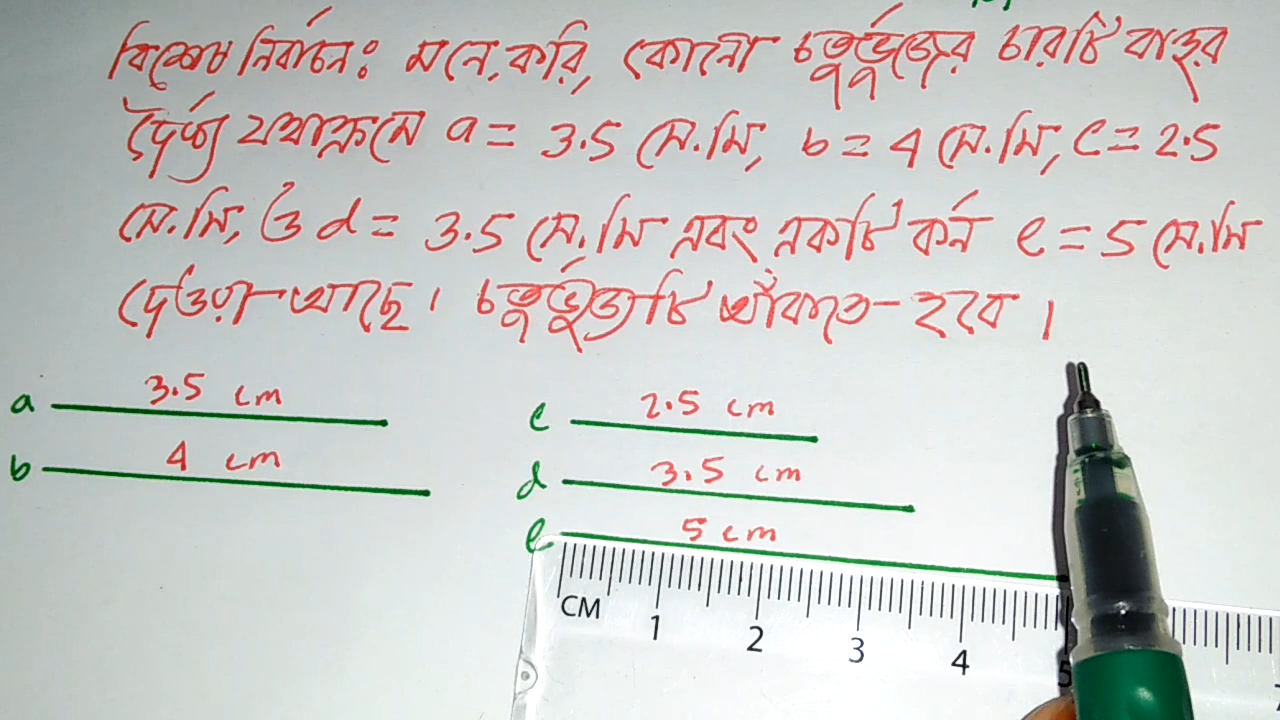 বিশেষ নির্বচন: মনে, করি, কোনো চতুর্ভুজের চারটি বাহুর
দৈর্ঘ্য যথাক্রমে a = 3.5 সে.মি, b = 4 সে.মি, c = 2.5
সে.মি, ও d = 3.5 সে.মি এবং একটি কর্ন e = 5 সে.মি
দেওয়া আছে। চতুর্ভুজটি আঁকতে হবে।
a 3.5 cm
b 4 cm
c 2.5 cm
d 3.5 cm
e 5 cm
CM 1 2 3 4 5